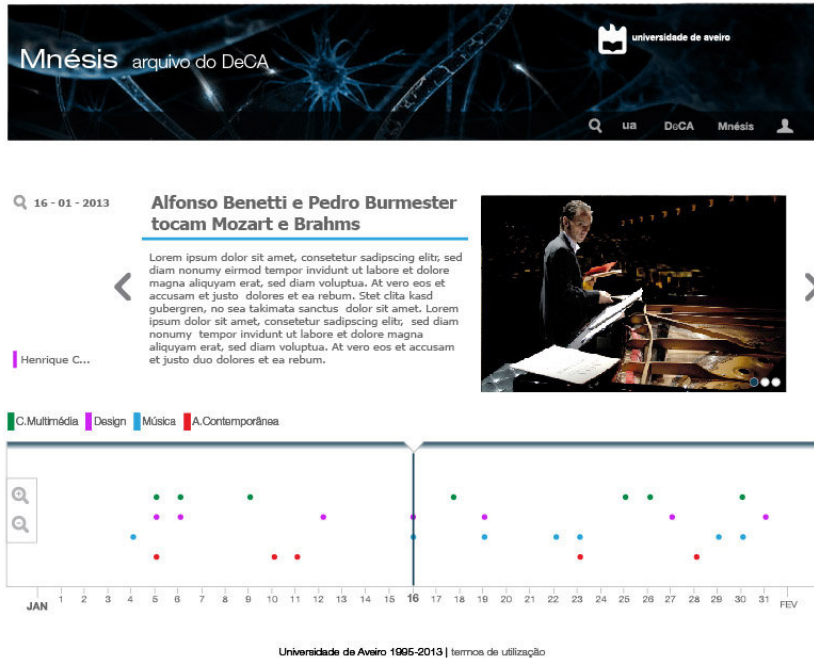 Mnésis arquivo do DeCA
universidade de aveiro
ua DeCA Mnésis
16 - 01 - 2013
Alfonso Benetti e Pedro Burmester
tocam Mozart e Brahms
Lorem ipsum dolor sit amet, consetetur sadipscing elitr, sed
diam nonumy eirmod tempor invidunt ut labore et dolore
magna aliquyam erat, sed diam voluptua. At vero eos et
accusam et justo dolores et ea rebum. Stet clita kasd
gubergren, no sea takimata sanctus dolor sit amet. Lorem
ipsum dolor sit amet, consetetur sadipscing elitr, sed diam
nonumy tempor invidunt ut labore et dolore magna
aliquyam erat, sed diam voluptua. At vero eos et accusam
et justo duo dolores et ea rebum.
Henrique C...
C.Multimédia Design Música A.Contemporânea
JAN 1 2 3 4 5 6 7 8 9 10 11 12 13 14 15 16 17 18 19 20 21 22 23 24 25 26 27 28 29 30 31 FEV
Universidade de Aveiro 1995-2013 | termos de utilização